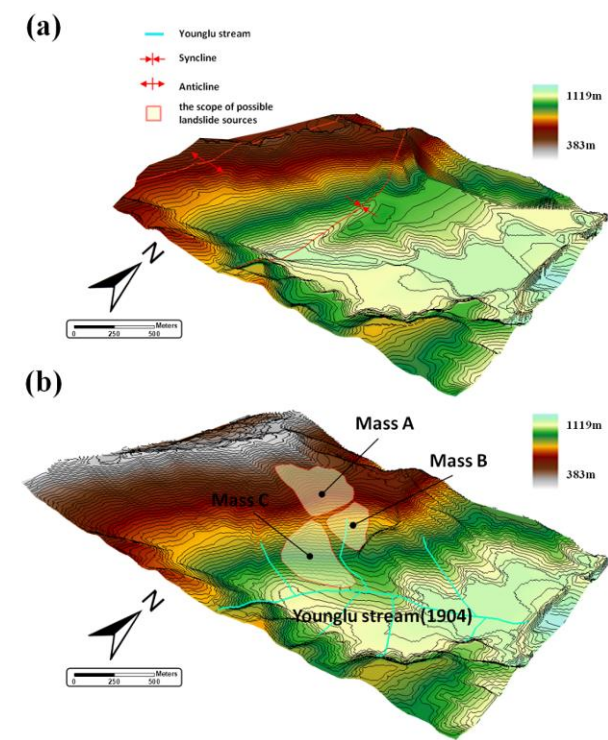 (a)
Younglu stream
Syncline
Anticline
the scope of possible
landslide sources
1119m
383m
N
Meters
0 250 500
(b)
Mass A
Mass B
Mass C
1119m
383m
N
Younglu stream(1904)
Meters
0 250 500